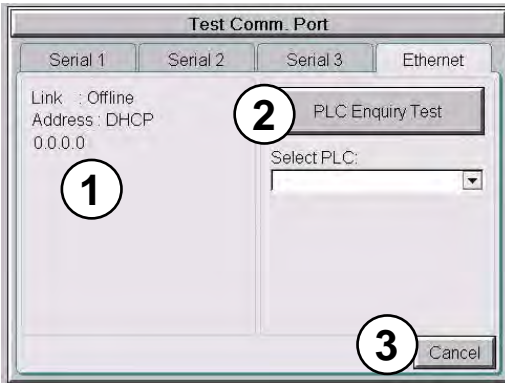 Test Comm. Port
Serial 1 Serial 2 Serial 3 Ethernet
Link : Offline
Address : DHCP
0.0.0.0
1
2
PLC Enquiry Test
Select PLC:
3
Cancel